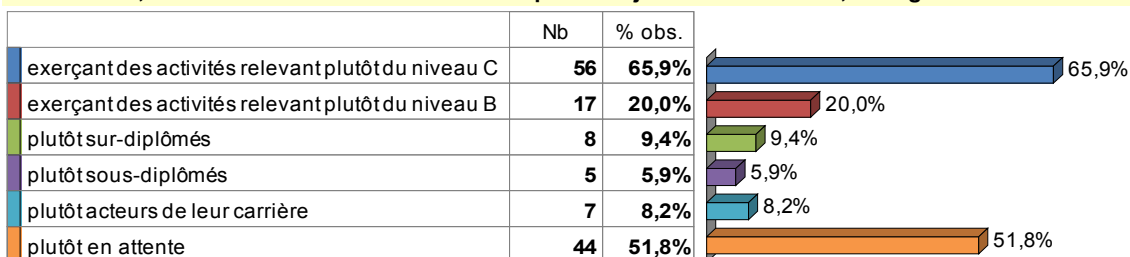 Nb % obs.
exerçant des activités relevant plutôt du niveau C 56 65,9% 65,9%
exerçant des activités relevant plutôt du niveau B 17 20,0% 20,0%
plutôt sur-diplômés 8 9,4% 9,4%
plutôt sous-diplômés 5 5,9% 5,9%
plutôt acteurs de leur carrière 7 8,2% 8,2%
plutôt en attente 44 51,8% 51,8%